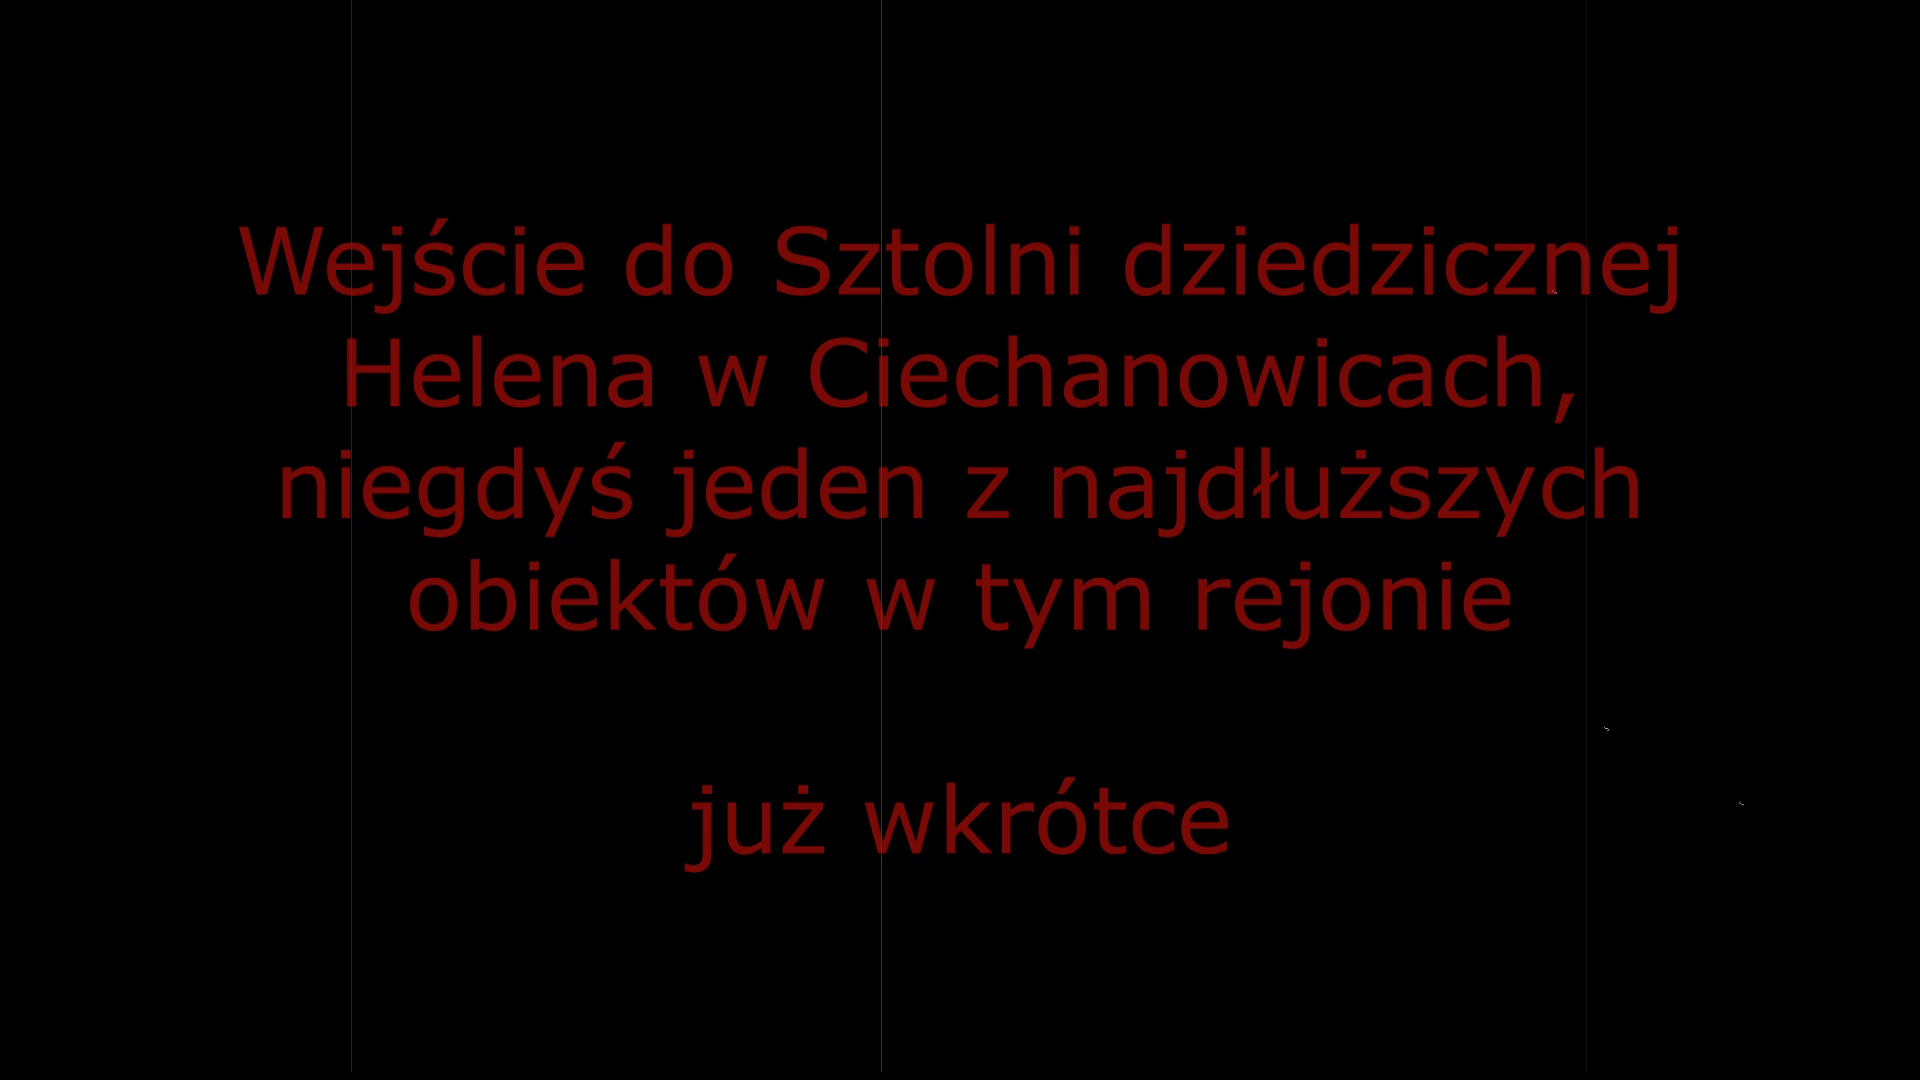 Wejście do Sztolni dziedzicznej
Helena w Ciechanowicach,
niegdyś jeden z najdłuższych
obiektów w tym rejonie
już wkrótce